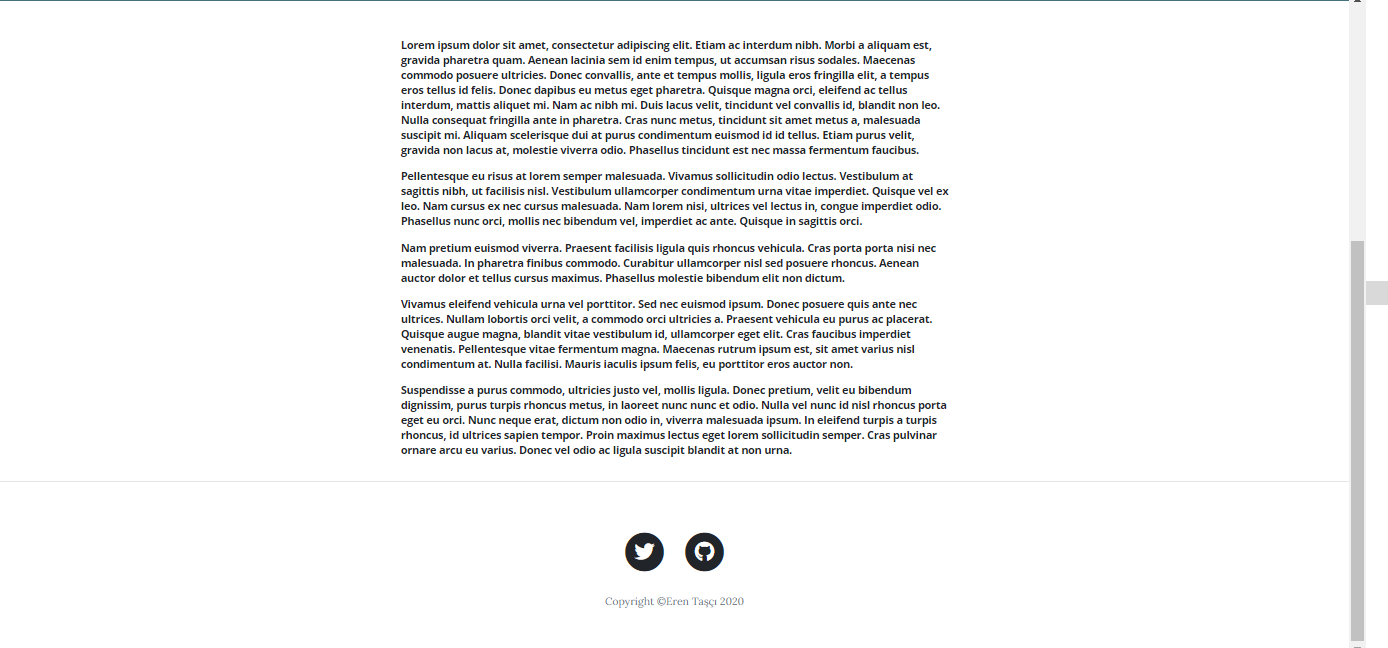 Lorem ipsum dolor sit amet, consectetur adipiscing elit. Etiam ac interdum nibh. Morbi a aliquam est,
gravida pharetra quam. Aenean lacinia sem id enim tempus, ut accumsan risus sodales. Maecenas
commodo posuere ultricies. Donec convallis, ante et tempus mollis, ligula eros fringilla elit, a tempus
eros tellus id felis. Donec dapibus eu metus eget pharetra. Quisque magna orci, eleifend ac tellus
interdum, mattis aliquet mi. Nam ac nibh mi. Duis lacus velit, tincidunt vel convallis id, blandit non leo.
Nulla consequat fringilla ante in pharetra. Cras nunc metus, tincidunt sit amet metus a, malesuada
suscipit mi. Aliquam scelerisque dui at purus condimentum euismod id id tellus. Etiam purus velit,
gravida non lacus at, molestie viverra odio. Phasellus tincidunt est nec massa fermentum faucibus.
Pellentesque eu risus at lorem semper malesuada. Vivamus sollicitudin odio lectus. Vestibulum at
sagittis nibh, ut facilisis nisl. Vestibulum ullamcorper condimentum urna vitae imperdiet. Quisque vel ex
leo. Nam cursus ex nec cursus malesuada. Nam lorem nisi, ultrices vel lectus in, congue imperdiet odio.
Phasellus nunc orci, mollis nec bibendum vel, imperdiet ac ante. Quisque in sagittis orci.
Nam pretium euismod viverra. Praesent facilisis ligula quis rhoncus vehicula. Cras porta porta nisi nec
malesuada. In pharetra finibus commodo. Curabitur ullamcorper nisl sed posuere rhoncus. Aenean
auctor dolor et tellus cursus maximus. Phasellus molestie bibendum elit non dictum.
Vivamus eleifend vehicula urna vel porttitor. Sed nec euismod ipsum. Donec posuere quis ante nec
ultrices. Nullam lobortis orci velit, a commodo orci ultricies a. Praesent vehicula eu purus ac placerat.
Quisque augue magna, blandit vitae vestibulum id, ullamcorper eget elit. Cras faucibus imperdiet
venenatis. Pellentesque vitae fermentum magna. Maecenas rutrum ipsum est, sit amet varius nisl
condimentum at. Nulla facilisi. Mauris iaculis ipsum felis, eu porttitor eros auctor non.
Suspendisse a purus commodo, ultricies justo vel, mollis ligula. Donec pretium, velit eu bibendum
dignissim, purus turpis rhoncus metus, in laoreet nunc nunc et odio. Nulla vel nunc id nisl rhoncus porta
eget eu orci. Nunc neque erat, dictum non odio in, viverra malesuada ipsum. In eleifend turpis a turpis
rhoncus, id ultrices sapien tempor. Proin maximus lectus eget lorem sollicitudin semper. Cras pulvinar
ornare arcu eu varius. Donec vel odio ac ligula suscipit blandit at non urna.
Copyright ©Eren Taşçı 2020